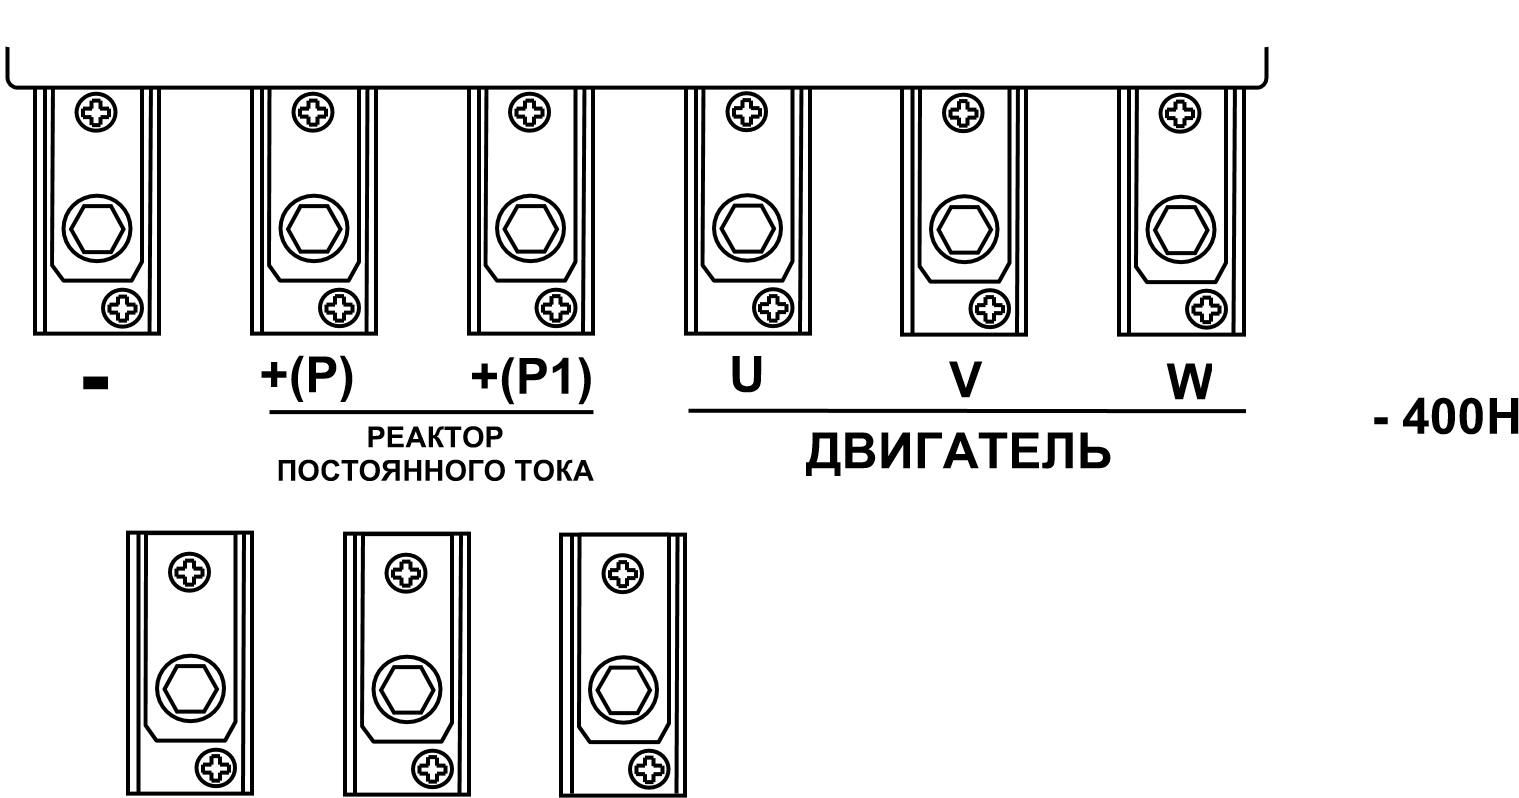 - +(P) +(P1) U V W
РЕАКТОР
ПОСТОЯННОГО ТОКА
ДВИГАТЕЛЬ
- 400H